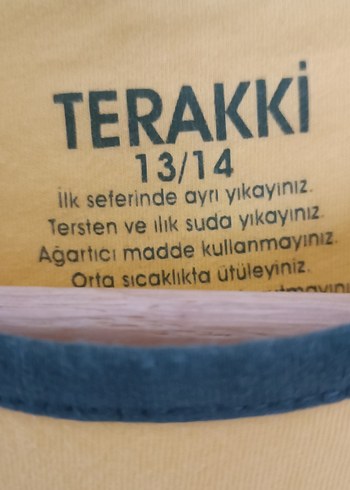 TERAKKİ
13/14
İlk seferinde ayrı yıkayınız.
Tersten ve ılık suda yıkayınız.
Ağartıcı madde kullanmayınız.
Orta sıcaklıkta ütüleyiniz.